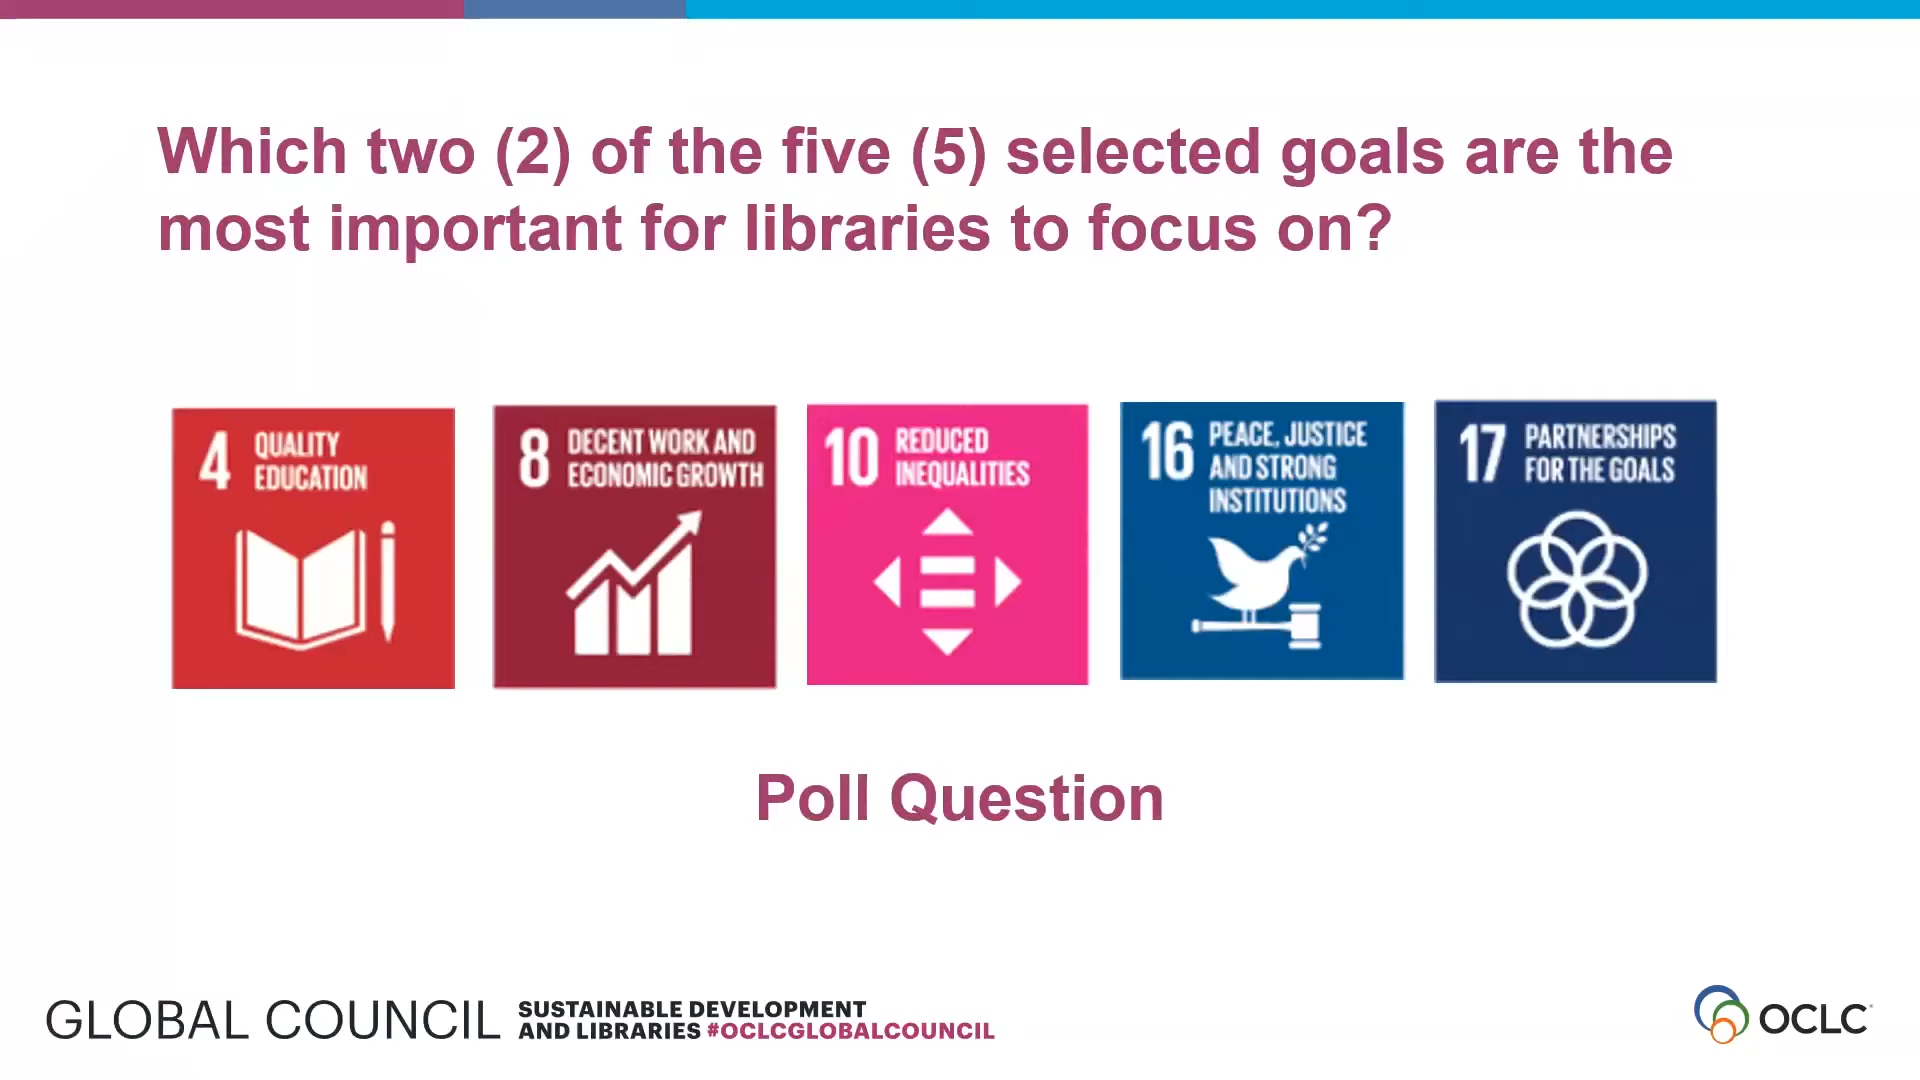 Which two (2) of the five (5) selected goals are the
most important for libraries to focus on?
4 QUALITY
EDUCATION
8 DECENT WORK AND
ECONOMIC GROWTH
10 REDUCED
INEQUALITIES
16 PEACE, JUSTICE
AND STRONG
INSTITUTIONS
17 PARTNERSHIPS
FOR THE GOALS
Poll Question
GLOBAL COUNCIL
SUSTAINABLE DEVELOPMENT
AND LIBRARIES #OCLCGLOBALCOUNCIL
OCLC